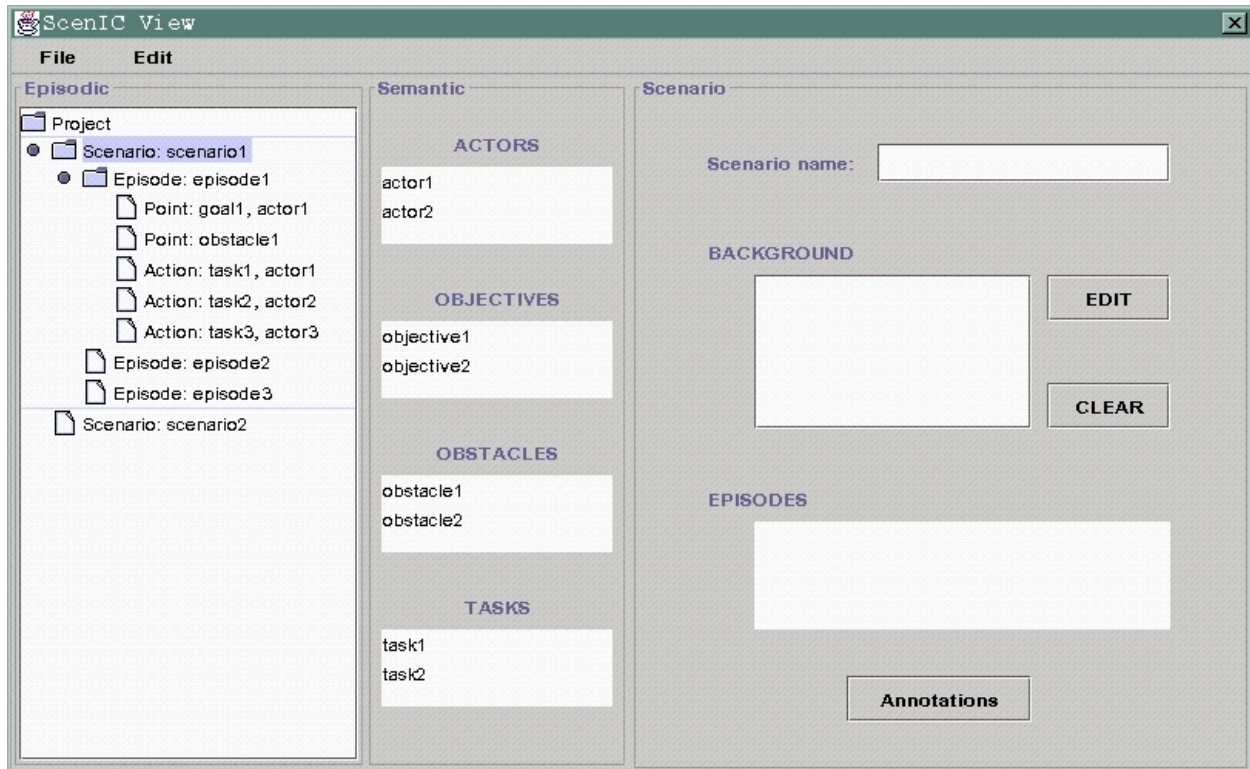 ScenIC View
File Edit
Episodic
Project
Scenario: scenario1
Episode: episode1
Point: goal1, actor1
Point: obstacle1
Action: task1, actor1
Action: task2, actor2
Action: task3, actor3
Episode: episode2
Episode: episode3
Scenario: scenario2
Semantic
ACTORS
actor1
actor2
OBJECTIVES
objective1
objective2
OBSTACLES
obstacle1
obstacle2
TASKS
task1
task2
Scenario
Scenario name:
BACKGROUND
EDIT
CLEAR
EPISODES
Annotations